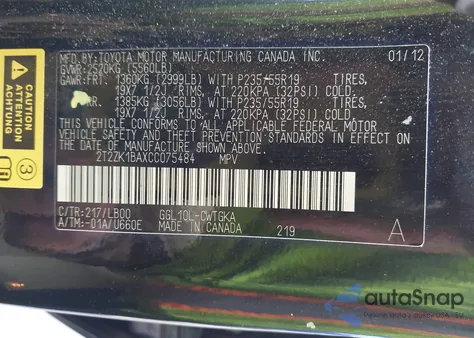 MFD.BY:TOYOTA MOTOR MANUFACTURING CANADA INC. 01/12
GVWR:2520KG (5560LB)
GAWR:FRT. 1360KG (2999LB) WITH P235/55R19 TIRES,
19X7 1/2J RIMS, AT 220KPA (32PSI) COLD.
RR. 1385KG (3056LB) WITH P235/55R19 TIRES,
19X7 1/2J RIMS, AT 220KPA (32PSI) COLD.
THIS VEHICLE CONFORMS TO ALL APPLICABLE FEDERAL MOTOR
VEHICLE SAFETY AND THEFT PREVENTION STANDARDS IN EFFECT ON
THE DATE OF MANUFACTURE SHOWN ABOVE.
2T2ZK1BAXCC075484 MPV
C/TR:217/LB00 GGL10L-CWTGKA
A/TM:-01A/U660E MADE IN CANADA 219 A
CAUTION
ATTENTION
ACHTUNG
3
autaSnap